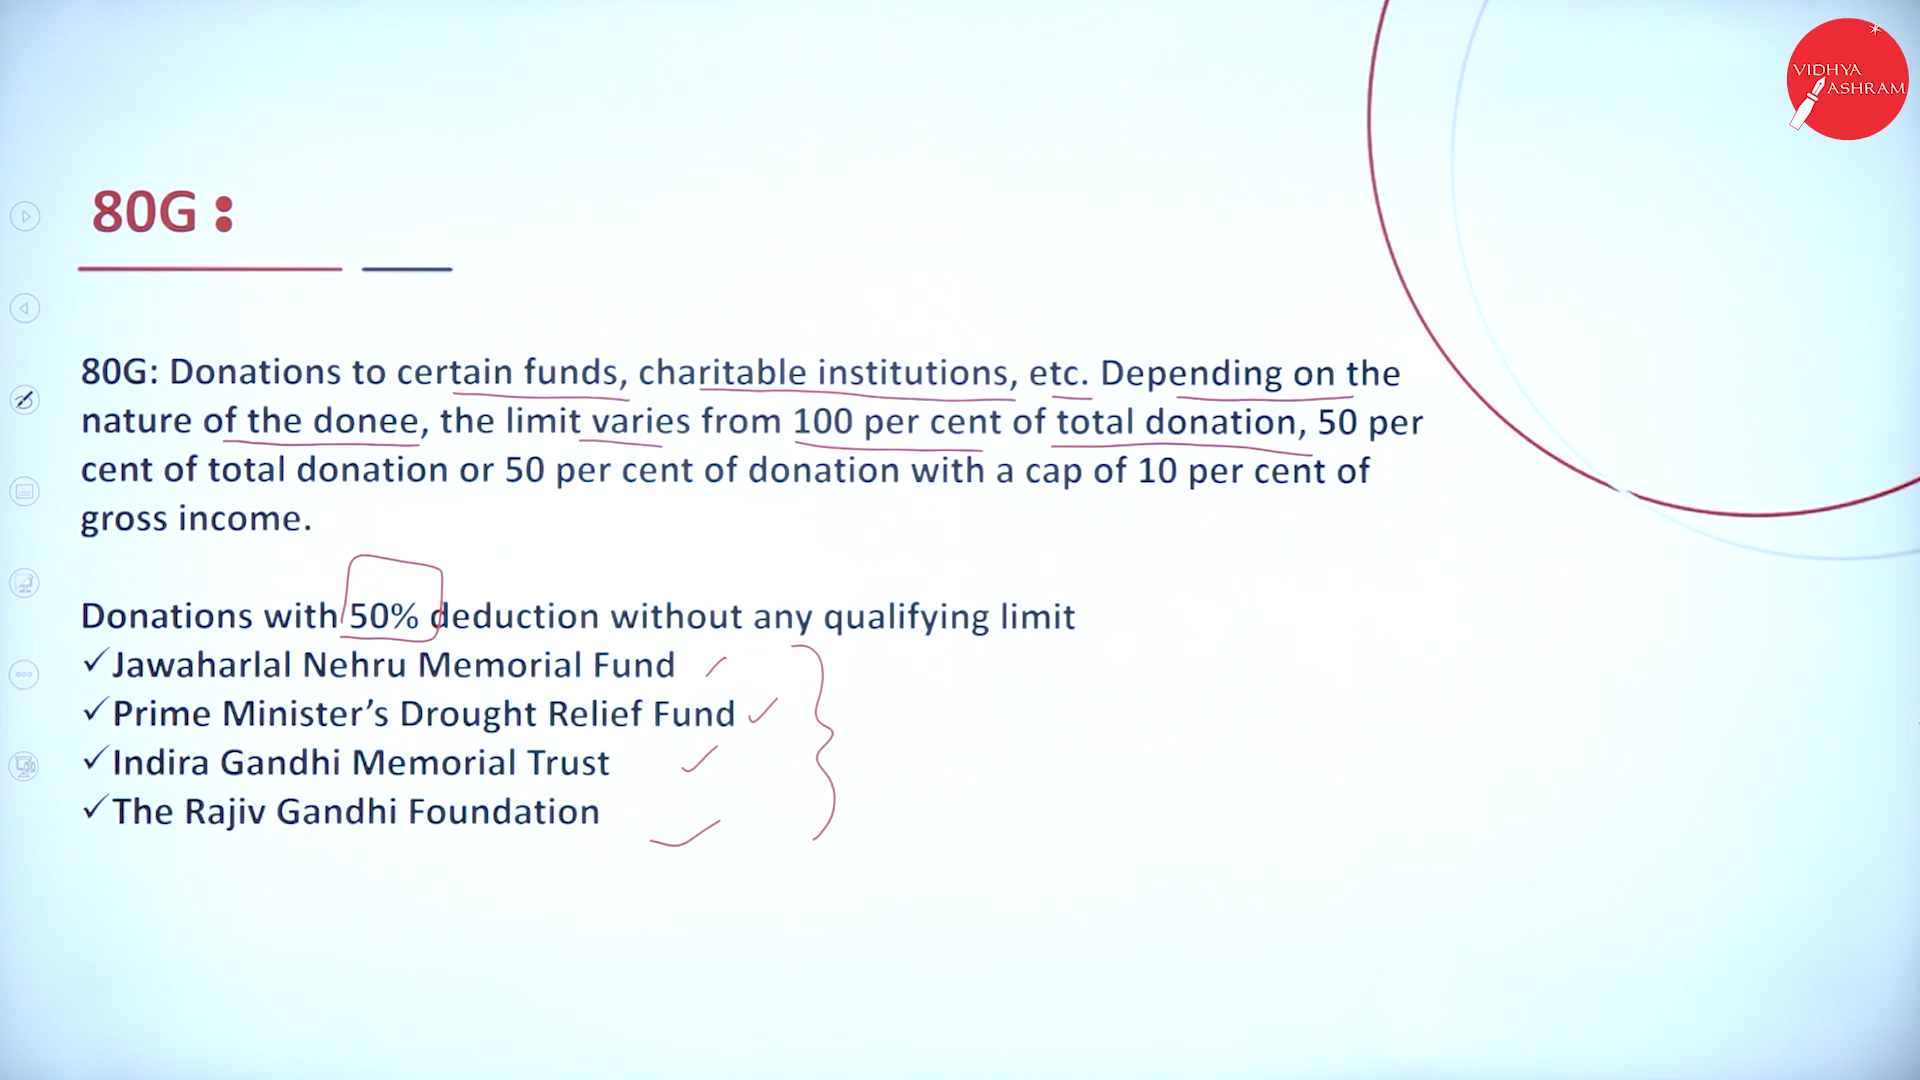 VIDHYA
ASHRAM
80G :
80G: Donations to certain funds, charitable institutions, etc. Depending on the
nature of the donee, the limit varies from 100 per cent of total donation, 50 per
cent of total donation or 50 per cent of donation with a cap of 10 per cent of
gross income.
Donations with 50% deduction without any qualifying limit
✓Jawaharlal Nehru Memorial Fund
✓Prime Minister’s Drought Relief Fund
✓Indira Gandhi Memorial Trust
✓The Rajiv Gandhi Foundation